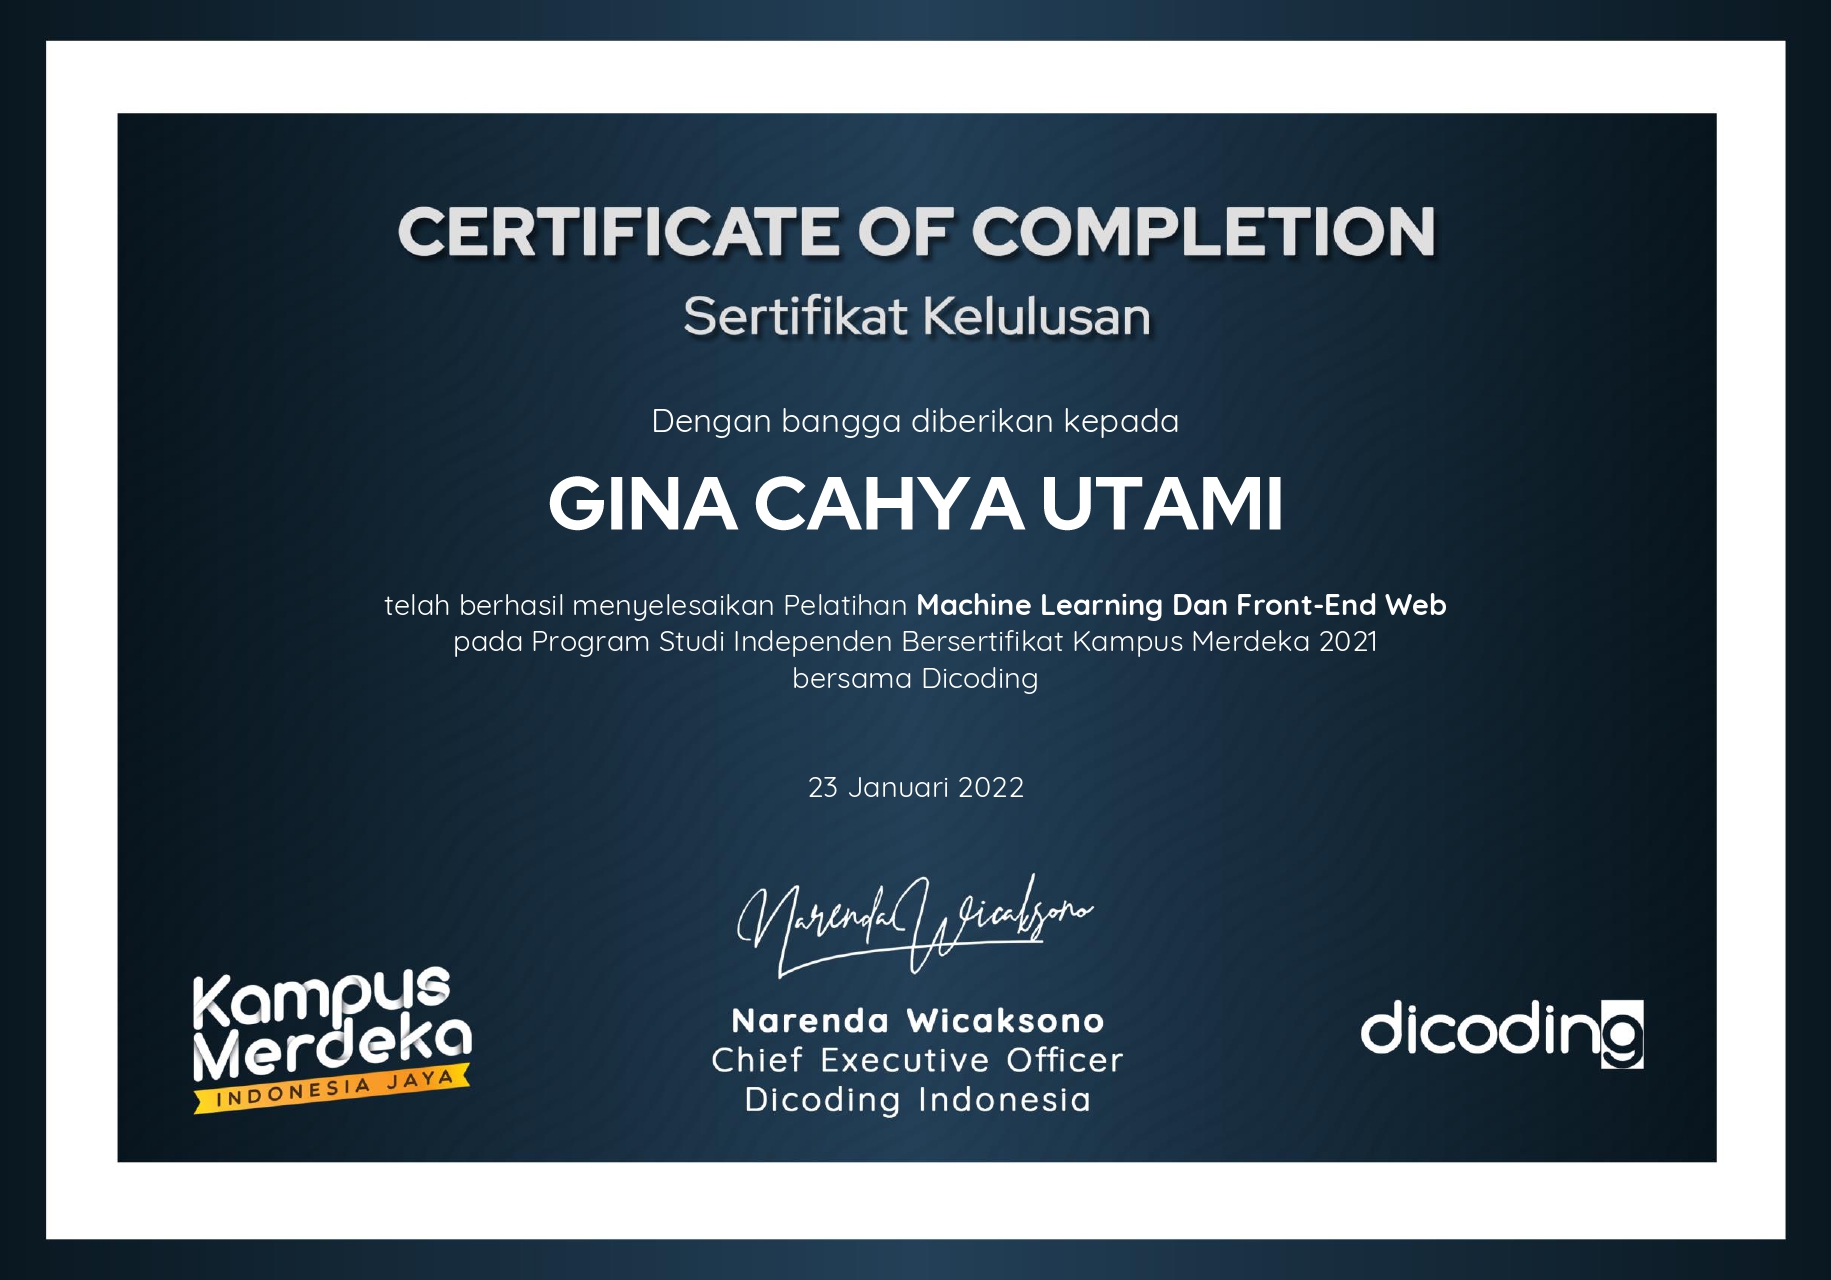 CERTIFICATE OF COMPLETION
Sertifikat Kelulusan
Dengan bangga diberikan kepada
GINA CAHYA UTAMI
telah berhasil menyelesaikan Pelatihan Machine Learning Dan Front-End Web
pada Program Studi Independen Bersertifikat Kampus Merdeka 2021
bersama Dicoding
23 Januari 2022
Narenda Wicaksono
Narenda Wicaksono
Chief Executive Officer
Dicoding Indonesia
Kampus
Merdeka
INDONESIA JAYA
dicoding